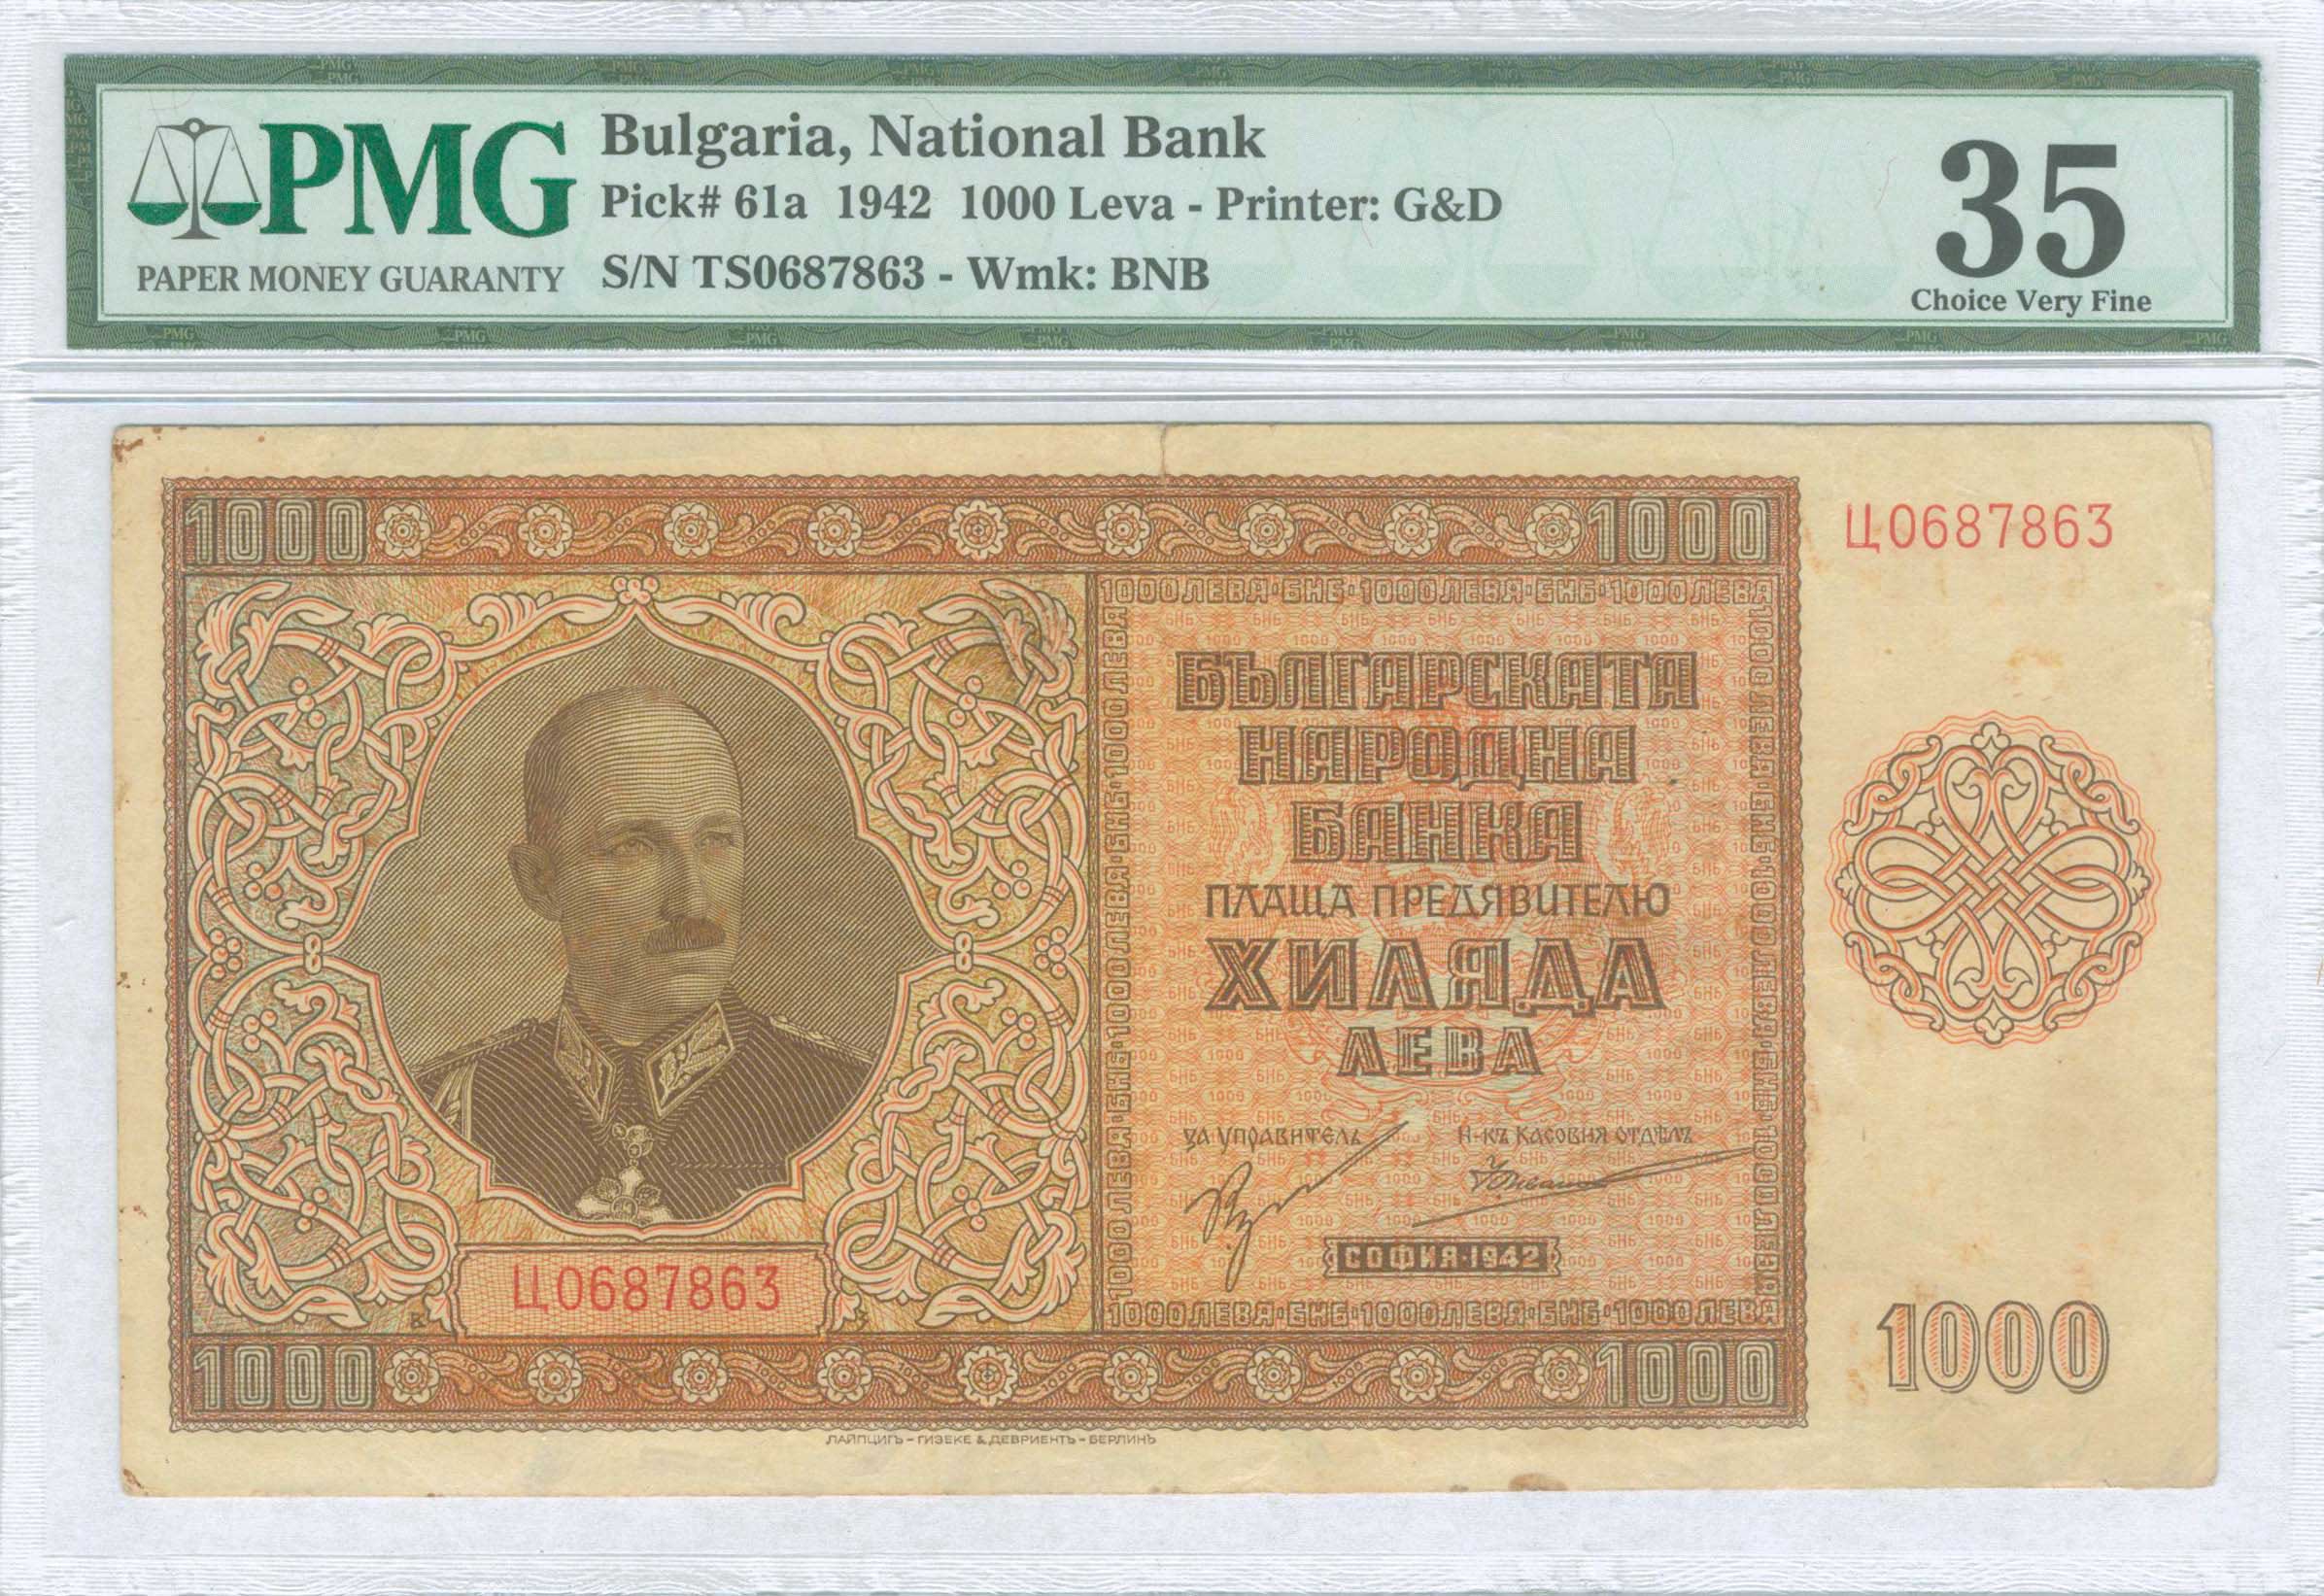 PMG
PAPER MONEY GUARANTY
Bulgaria, National Bank
Pick# 61a 1942 1000 Leva - Printer: G&D
S/N TS0687863 - Wmk: BNB
35
Choice Very Fine
1000
1000
Ц0687863
1000 ЛЕВА·БНБ·1000 ЛЕВА·БНБ·1000 ЛЕВА
БЪЛГАРСКАТА
НАРОДНА
БАНКА
ПЛАЩА ПРЕДЯВИТЕЛЮ
ХИЛЯДА
ЛЕВА
ЗА УПРАВИТЕЛЬ
Н-КЪ КАСОВИЯ ОТДѢЛЪ
СОФИЯ·1942
Ц0687863
1000 ЛЕВА·БНБ·1000 ЛЕВА·БНБ·1000 ЛЕВА
1000
1000
1000
ЛАЙПЦИГЪ – ГИЗЕКЕ & ДЕВРИЕНТЪ – БЕРЛИНЪ